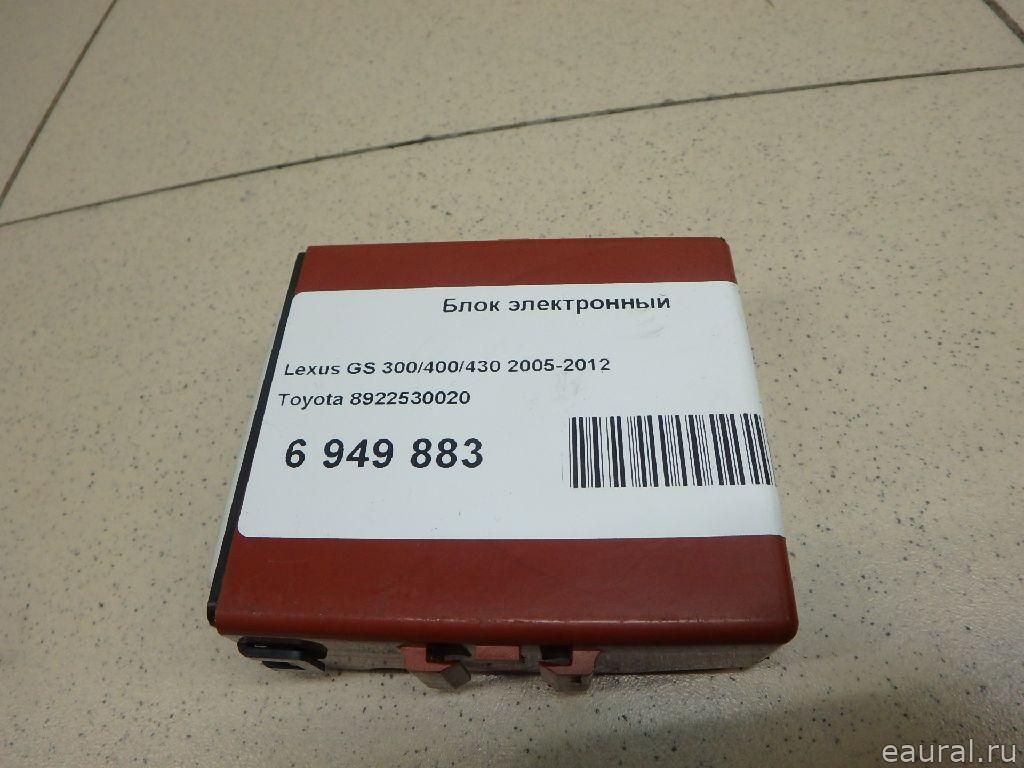 Блок электронный
Lexus GS 300/400/430 2005-2012
Toyota 8922530020
6 949 883
eaural.ru